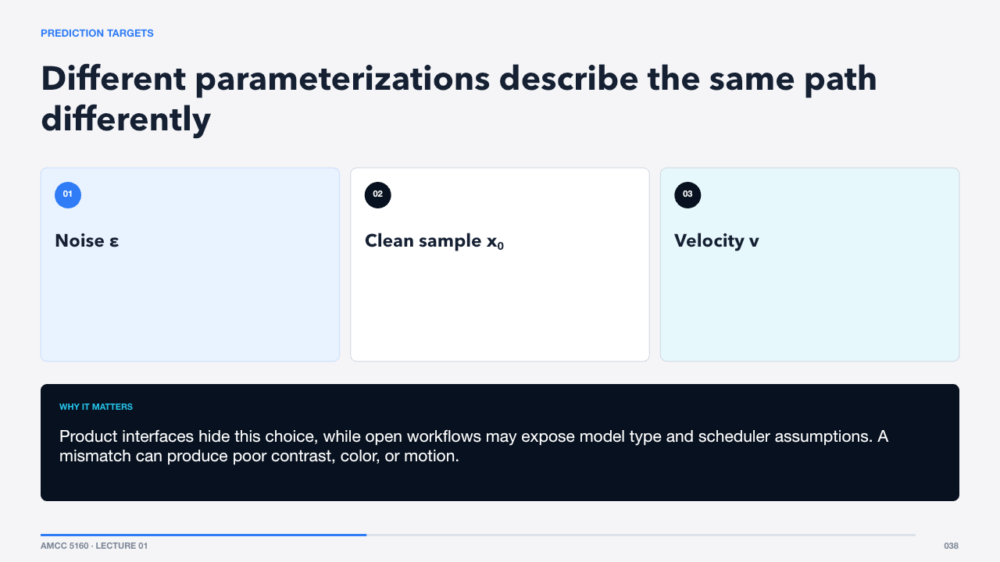 PREDICTION TARGETS
Different parameterizations describe the same path
differently
01
Noise ε
02
Clean sample x₀
03
Velocity v
WHY IT MATTERS
Product interfaces hide this choice, while open workflows may expose model type and scheduler assumptions. A
mismatch can produce poor contrast, color, or motion.
AMCC 5160 · LECTURE 01
038